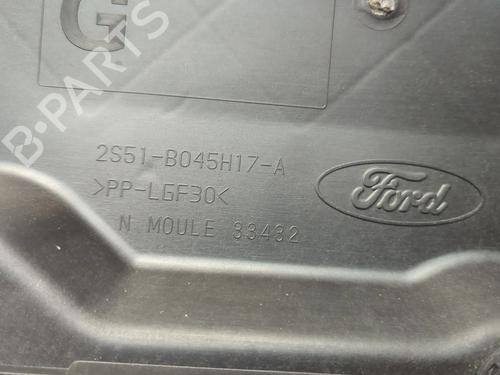 G
2S51-B045H17-A
>PP-LGF30<
N MOULE 33432
Ford
B-PARTS